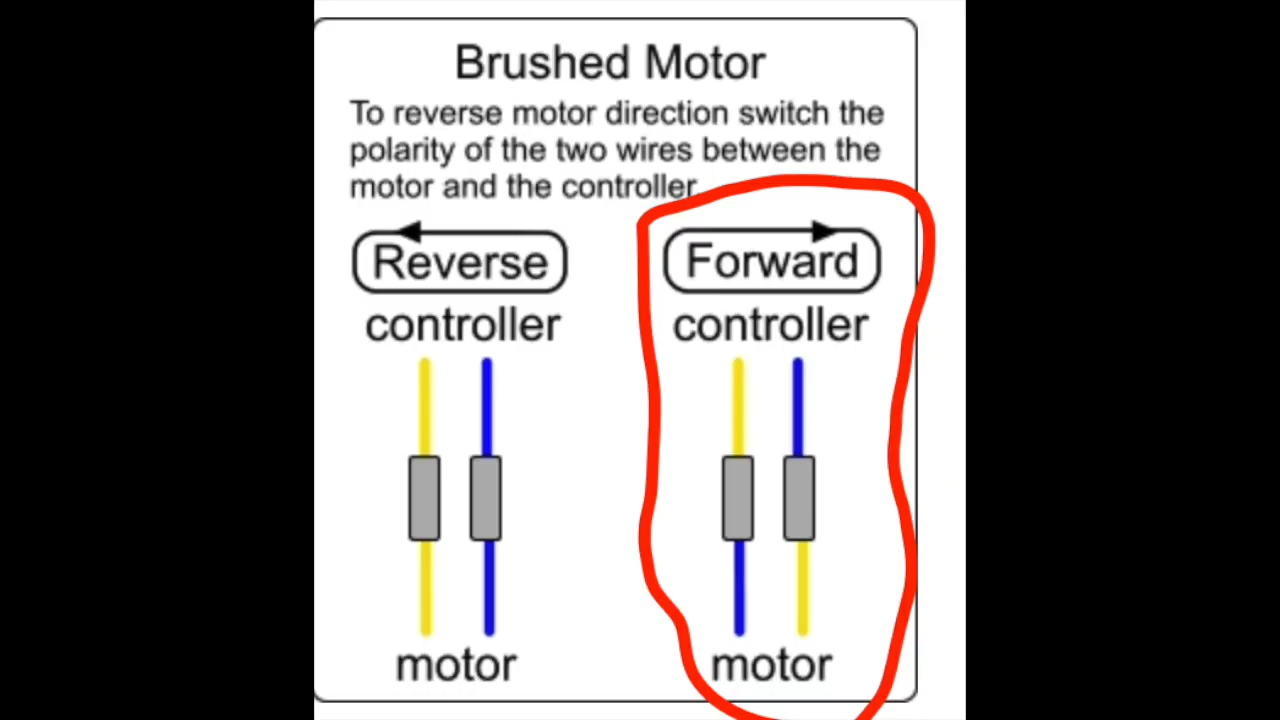 Brushed Motor
To reverse motor direction switch the
polarity of the two wires between the
motor and the controller
Reverse
controller
motor
Forward
controller
motor